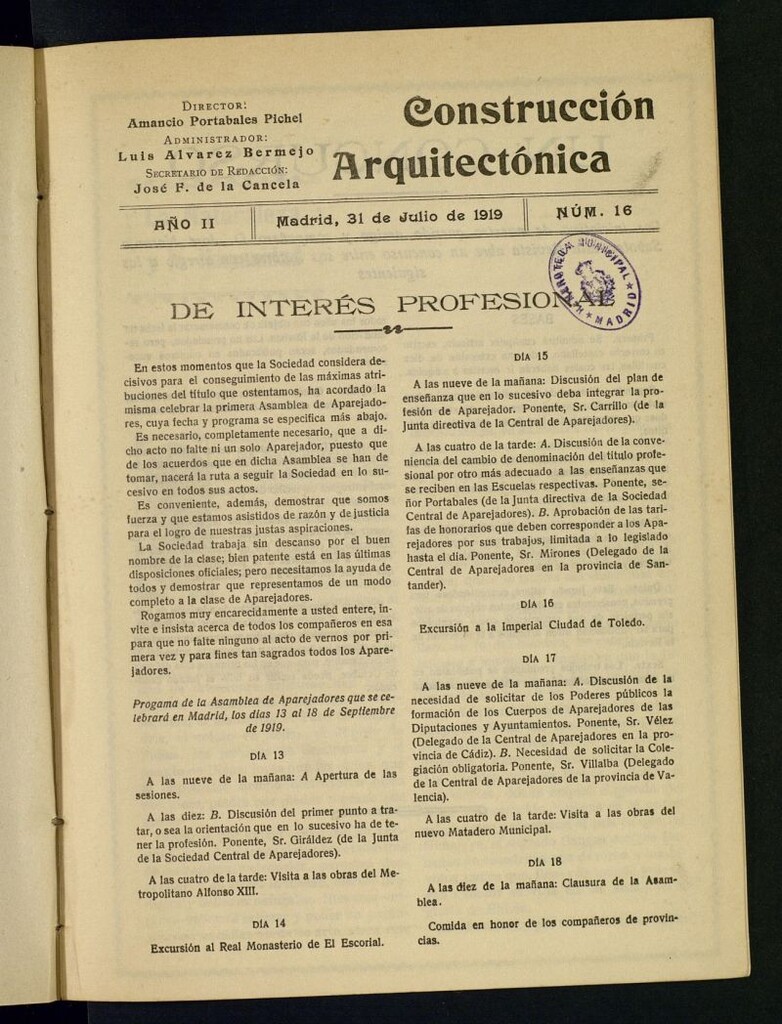 DIRECTOR:
Amancio Portabales Pichel
ADMINISTRADOR:
Luis Alvarez Bermejo
SECRETARIO DE REDACCIÓN:
José F. de la Cancela
Construcción
Arquitectónica
AÑO II
Madrid, 31 de Julio de 1919
NÚM. 16
HEMEROTECA MUNICIPAL
MADRID
DE INTERÉS PROFESIONAL
En estos momentos que la Sociedad considera de-
cisivos para el conseguimiento de las máximas atri-
buciones del titulo que ostentamos, ha acordado la
misma celebrar la primera Asamblea de Aparejado-
res, cuya fecha y programa se especifica más abajo.
Es necesario, completamente necesario, que a di-
cho acto no falte ni un solo Aparejador, puesto que
de los acuerdos que en dicha Asamblea se han de
tomar, nacerá la ruta a seguir la Sociedad en lo su-
cesivo en todos sus actos.
Es conveniente, además, demostrar que somos
fuerza y que estamos asistidos de razón y de justicia
para el logro de nuestras justas aspiraciones.
La Sociedad trabaja sin descanso por el buen
nombre de la clase; bien patente está en las últimas
disposiciones oficiales; pero necesitamos la ayuda de
todos y demostrar que representamos de un modo
completo a la clase de Aparejadores.
Rogamos muy encarecidamente a usted entere, in-
vite e insista acerca de todos los compañeros en esa
para que no falte ninguno al acto de vernos por pri-
mera vez y para fines tan sagrados todos los Apare-
jadores.
Progama de la Asamblea de Aparejadores que se ce-
lebrará en Madrid, los días 13 al 18 de Septiembre
de 1919.
DÍA 13
A las nueve de la mañana: A Apertura de las
sesiones.
A las diez: B. Discusión del primer punto a tra-
tar, o sea la orientación que en lo sucesivo ha de te-
ner la profesión. Ponente, Sr. Giráldez (de la Junta
de la Sociedad Central de Aparejadores).
A las cuatro de la tarde: Visita a las obras del Me-
tropolitano Alfonso XIII.
DÍA 14
Excursión al Real Monasterio de El Escorial.
DÍA 15
A las nueve de la mañana: Discusión del plan de
enseñanza que en lo sucesivo deba integrar la pro-
fesión de Aparejador. Ponente, Sr. Carrillo (de la
Junta directiva de la Central de Aparejadores).
A las cuatro de la tarde: A. Discusión de la conve-
niencia del cambio de denominación del titulo profe-
sional por otro más adecuado a las enseñanzas que
se reciben en las Escuelas respectivas. Ponente, se-
ñor Portabales (de la Junta directiva de la Sociedad
Central de Aparejadores). B. Aprobación de las tari-
fas de honorarios que deben corresponder a los Apa-
rejadores por sus trabajos, limitada a lo legislado
hasta el dia. Ponente, Sr. Mirones (Delegado de la
Central de Aparejadores en la provincia de San-
tander).
DÍA 16
Excursión a la Imperial Ciudad de Toledo.
DÍA 17
A las nueve de la mañana: A. Discusión de la
necesidad de solicitar de los Poderes públicos la
formación de los Cuerpos de Aparejadores de las
Diputaciones y Ayuntamientos. Ponente, Sr. Vélez
(Delegado de la Central de Aparejadores en la pro-
vincia de Cádiz). B. Necesidad de solicitar la Cole-
giación obligatoria. Ponente, Sr. Villalba (Delegado
de la Central de Aparejadores de la provincia de Va-
lencia).
A las cuatro de la tarde: Visita a las obras del
nuevo Matadero Municipal.
DÍA 18
A las diez de la mañana: Clausura de la Asam-
blea.
Comida en honor de los compañeros de provin-
cias.